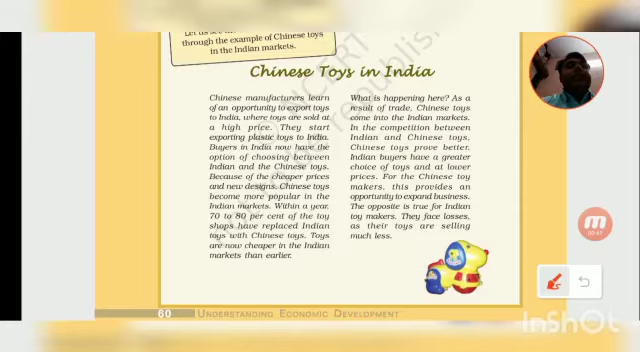 Let us see
through the example of Chinese toys
in the Indian markets.
Chinese Toys in India
Chinese manufacturers learn
of an opportunity to export toys
to India, where toys are sold at
a high price. They start
exporting plastic toys to India.
Buyers in India now have the
option of choosing between
Indian and the Chinese toys.
Because of the cheaper prices
and new designs, Chinese toys
become more popular in the
Indian markets. Within a year,
70 to 80 per cent of the toy
shops have replaced Indian
toys with Chinese toys. Toys
are now cheaper in the Indian
markets than earlier.
What is happening here? As a
result of trade, Chinese toys
come into the Indian markets.
In the competition between
Indian and Chinese toys,
Chinese toys prove better.
Indian buyers have a greater
choice of toys and at lower
prices. For the Chinese toy
makers, this provides an
opportunity to expand business.
The opposite is true for Indian
toy makers. They face losses,
as their toys are selling
much less.
60 UNDERSTANDING ECONOMIC DEVELOPMENT
republish
00:47
InShOt